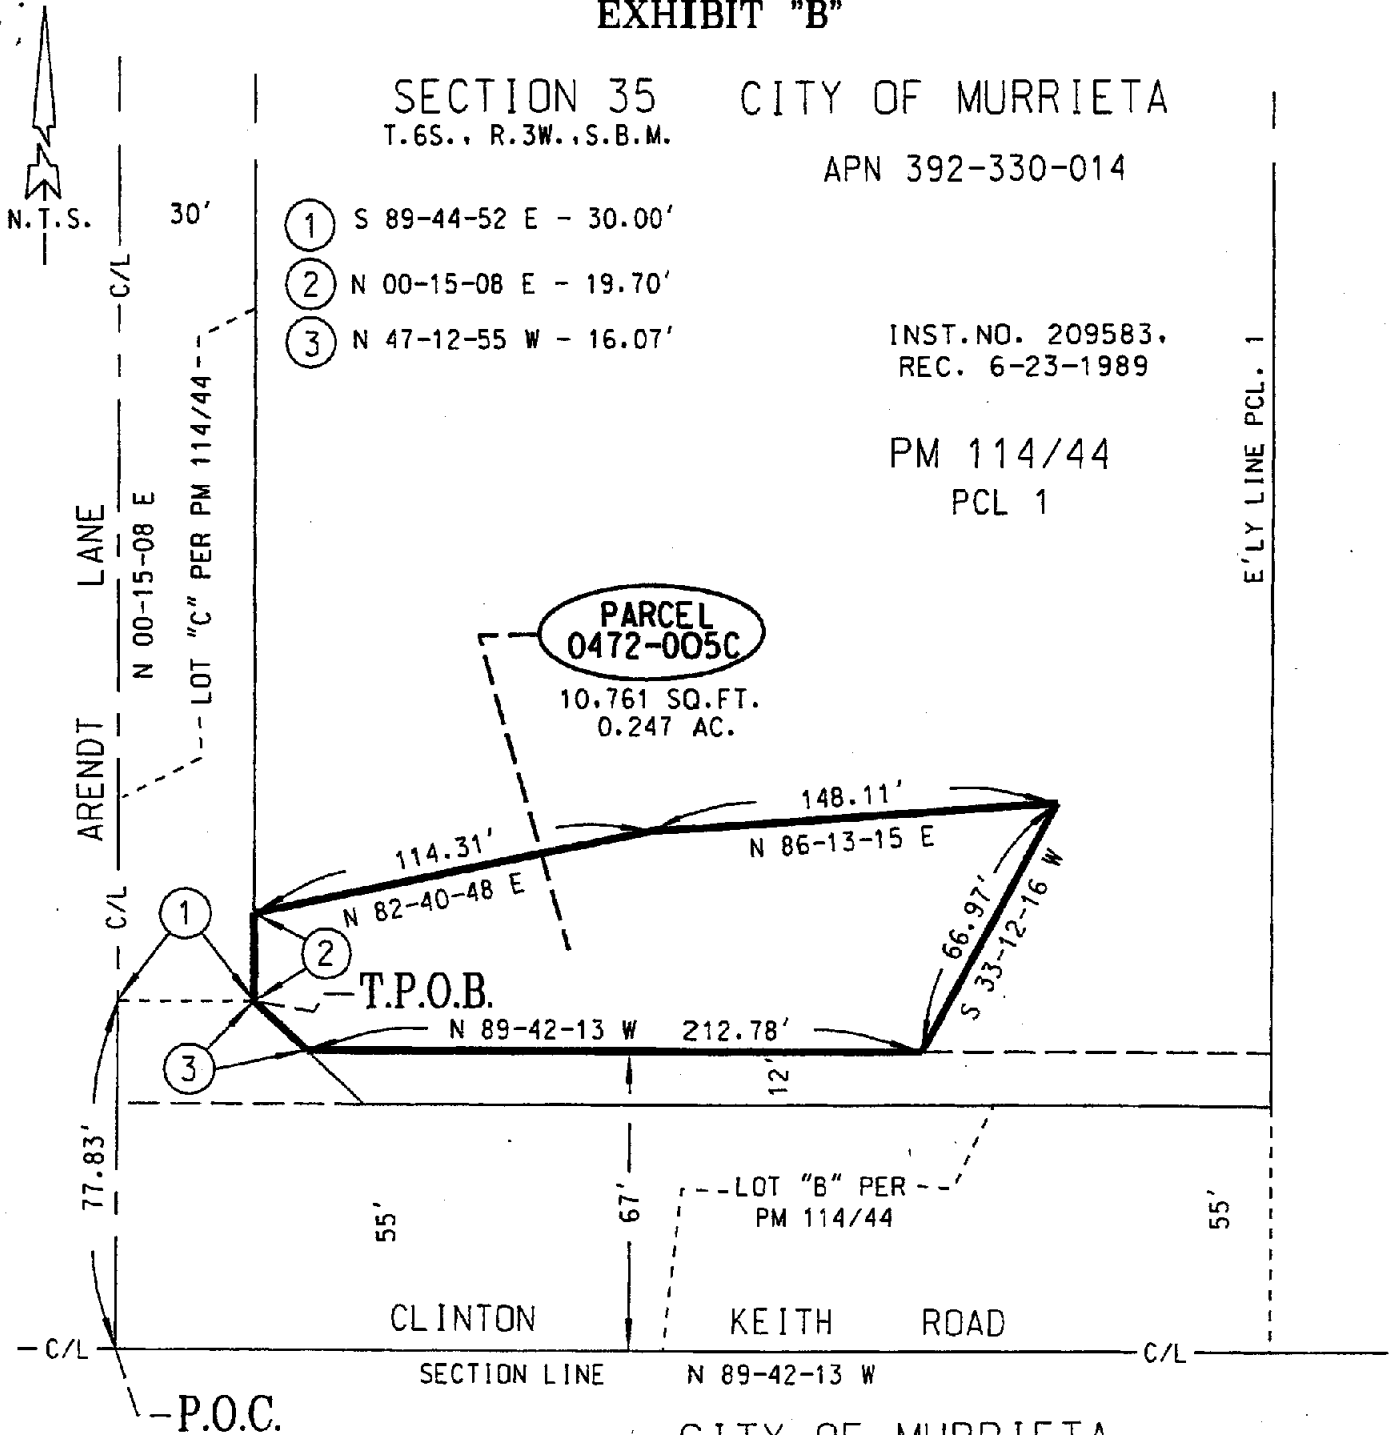 EXHIBIT "B"
SECTION 35
T.6S., R.3W.,S.B.M.
CITY OF MURRIETA
APN 392-330-014
N.T.S.
30'
1 S 89-44-52 E - 30.00'
2 N 00-15-08 E - 19.70'
3 N 47-12-55 W - 16.07'
C/L
INST.NO. 209583,
REC. 6-23-1989
PM 114/44
PCL 1
E'LY LINE PCL. 1
ARENDT LANE
N 00-15-08 E
LOT "C" PER PM 114/44
PARCEL
0472-005C
10,761 SQ.FT.
0.247 AC.
148.11'
N 86-13-15 E
114.31'
N 82-40-48 E
C/L
1
2
66.97'
S 33-12-16 W
T.P.O.B.
N 89-42-13 W 212.78'
3
12'
77.83'
55'
67'
LOT "B" PER
PM 114/44
55'
CLINTON KEITH ROAD
C/L
C/L
SECTION LINE N 89-42-13 W
P.O.C.
CITY OF MURRIETA